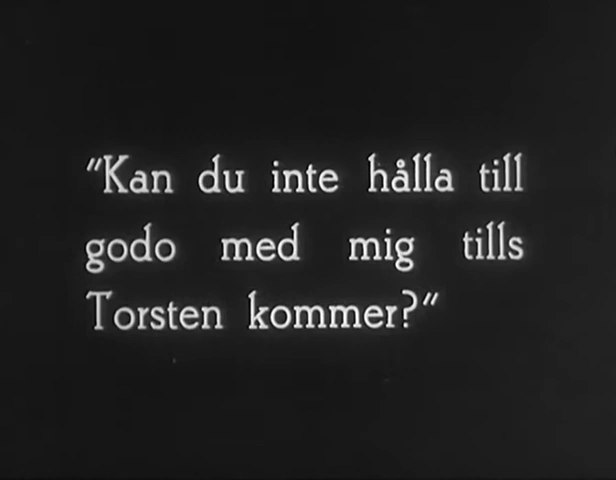 "Kan du inte hålla till
godo med mig tills
Torsten kommer?"